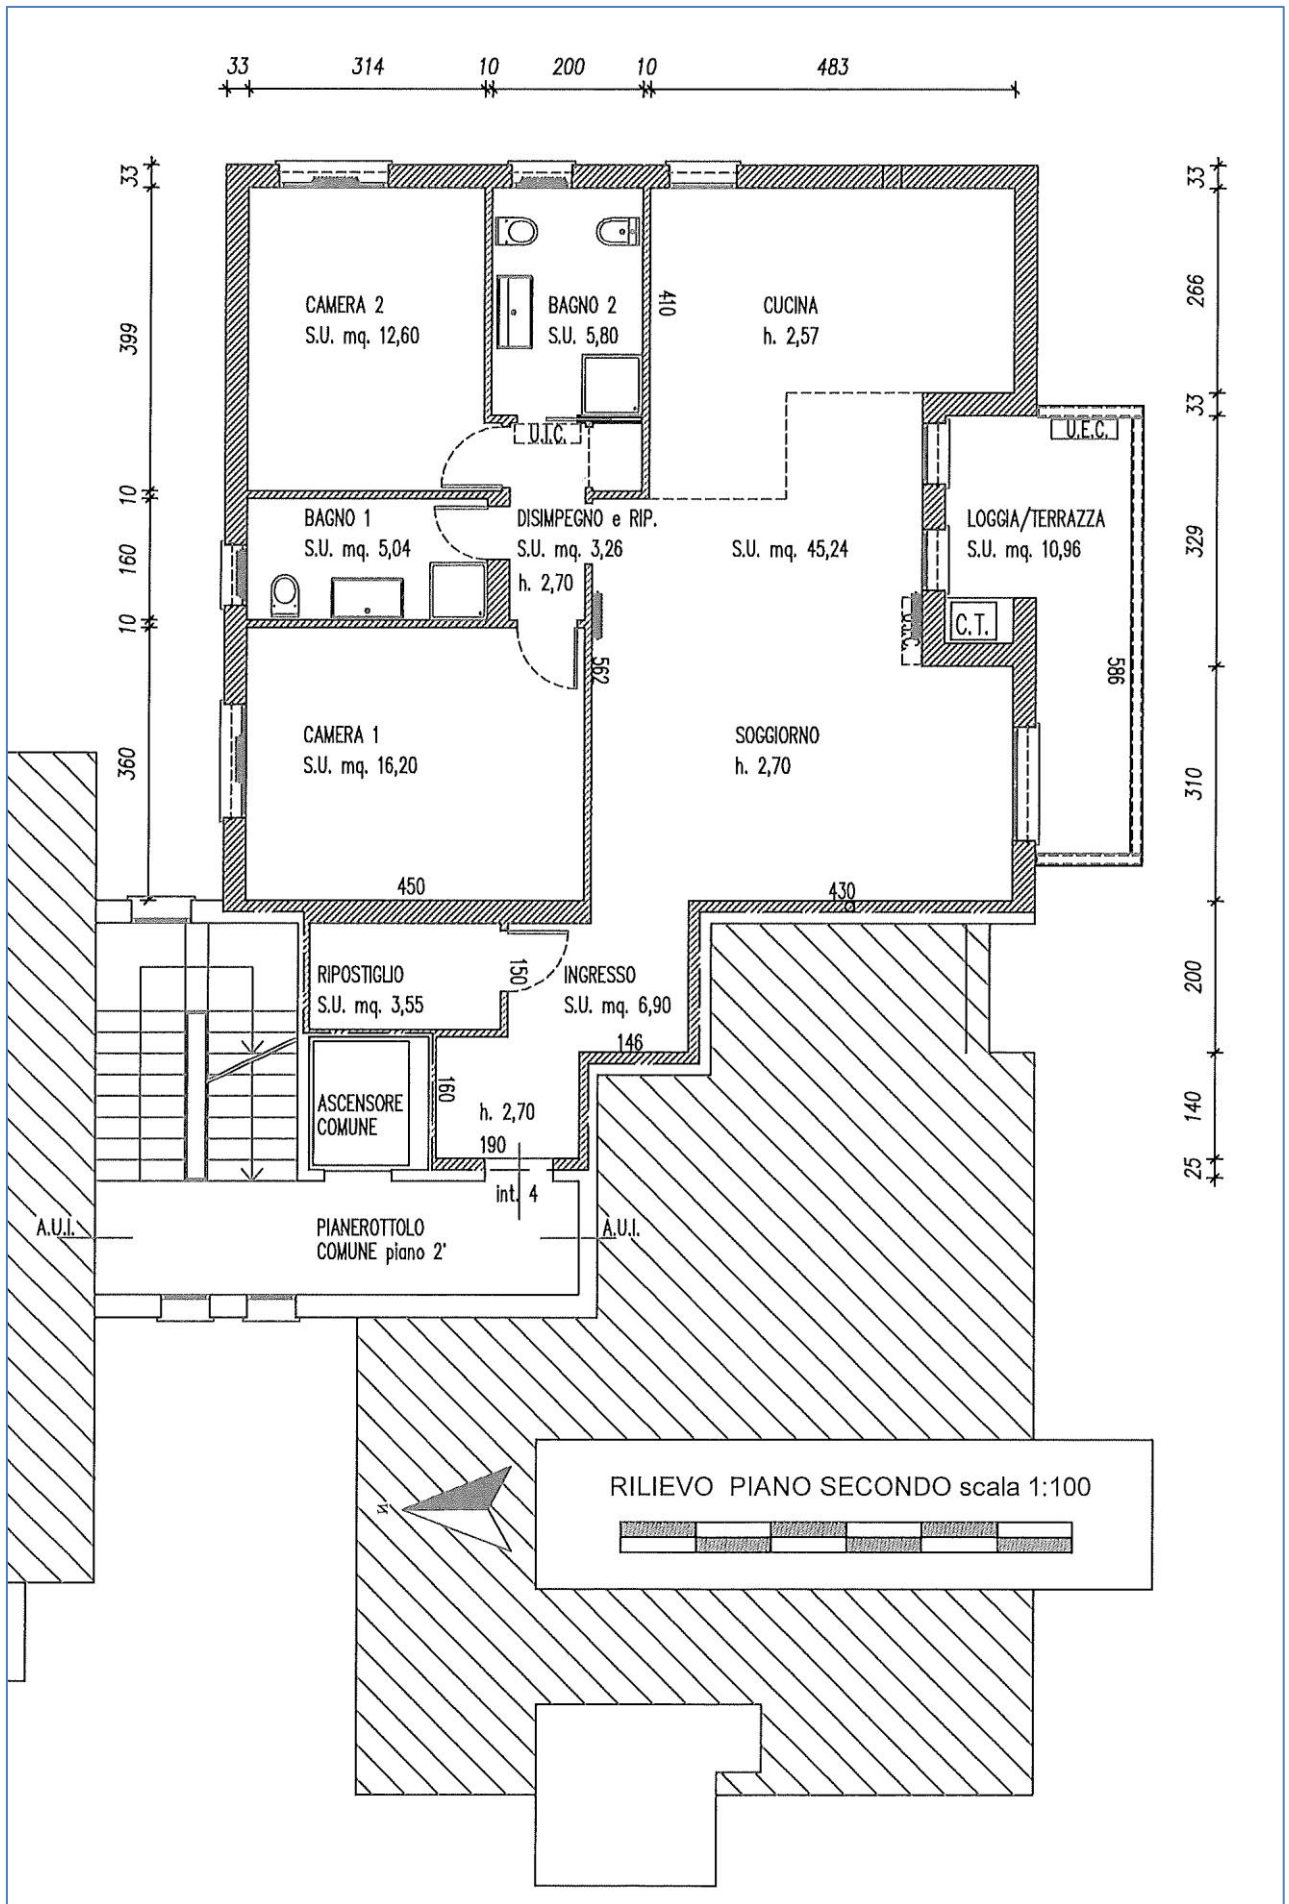 33 314 10 200 10 483
33
399
10
160
10
360
33
266
33
329
310
200
140
25
CAMERA 2
S.U. mq. 12,60
BAGNO 2
S.U. 5,80
410
CUCINA
h. 2,57
U.I.C.
U.E.C.
BAGNO 1
S.U. mq. 5,04
DISIMPEGNO e RIP.
S.U. mq. 3,26
h. 2,70
S.U. mq. 45,24
LOGGIA/TERRAZZA
S.U. mq. 10,96
C.T.
U.I.C.
562
586
CAMERA 1
S.U. mq. 16,20
SOGGIORNO
h. 2,70
450
430
RIPOSTIGLIO
S.U. mq. 3,55
150
INGRESSO
S.U. mq. 6,90
146
ASCENSORE
COMUNE
160
h. 2,70
190
int. 4
A.U.I.
PIANEROTTOLO
COMUNE piano 2°
A.U.I.
N
RILIEVO PIANO SECONDO scala 1:100